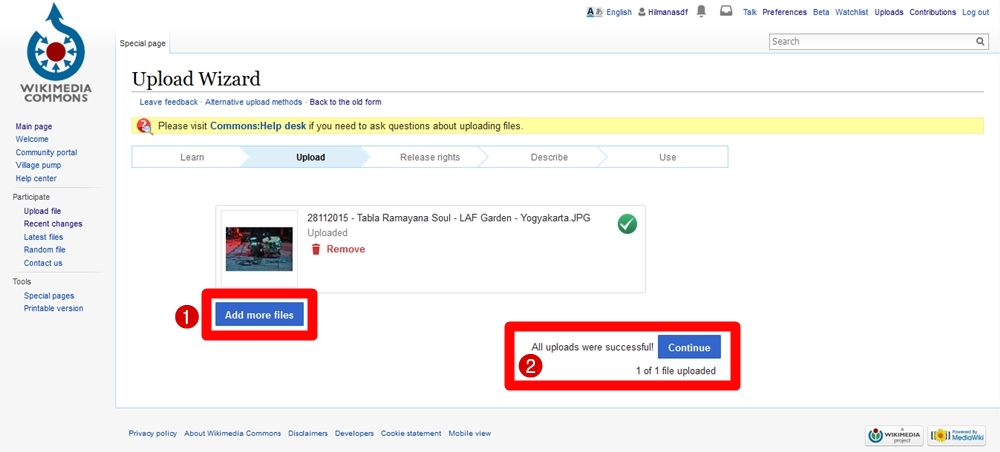 English Hilmanasdf Talk Preferences Beta Watchlist Uploads Contributions Log out
WIKIMEDIA
COMMONS
Special page
Search
Upload Wizard
Leave feedback · Alternative upload methods · Back to the old form
Please visit Commons:Help desk if you need to ask questions about uploading files.
Learn Upload Release rights Describe Use
Main page
Welcome
Community portal
Village pump
Help center
Participate
Upload file
Recent changes
Latest files
Random file
Contact us
Tools
Special pages
Printable version
28112015 - Tabla Ramayana Soul - LAF Garden - Yogyakarta.JPG
Uploaded
Remove
1 Add more files
All uploads were successful! Continue
2
1 of 1 file uploaded
Privacy policy About Wikimedia Commons Disclaimers Developers Cookie statement Mobile view
A
WIKIMEDIA
project
Powered By
MediaWiki